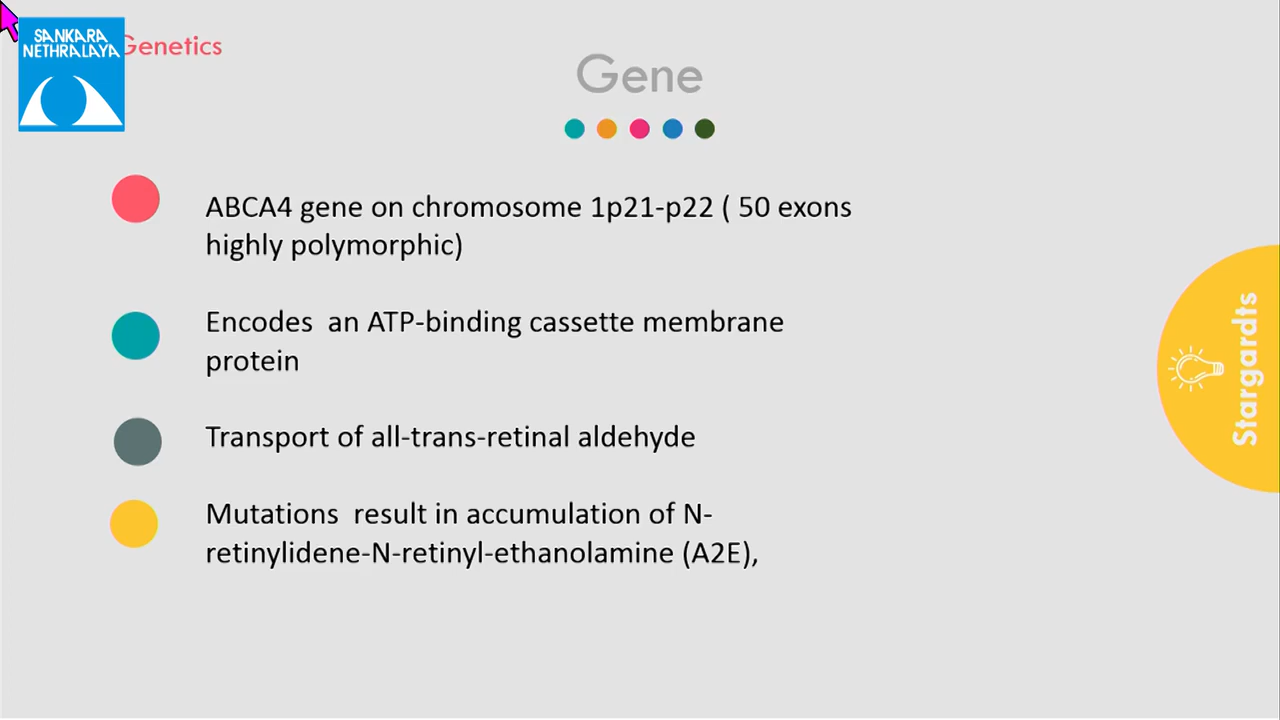 SANKARA
NETHRALAYA
Genetics
Gene
ABCA4 gene on chromosome 1p21-p22 ( 50 exons
highly polymorphic)
Encodes  an ATP-binding cassette membrane
protein
Transport of all-trans-retinal aldehyde
Mutations  result in accumulation of N-
retinylidene-N-retinyl-ethanolamine (A2E),
Stargardts